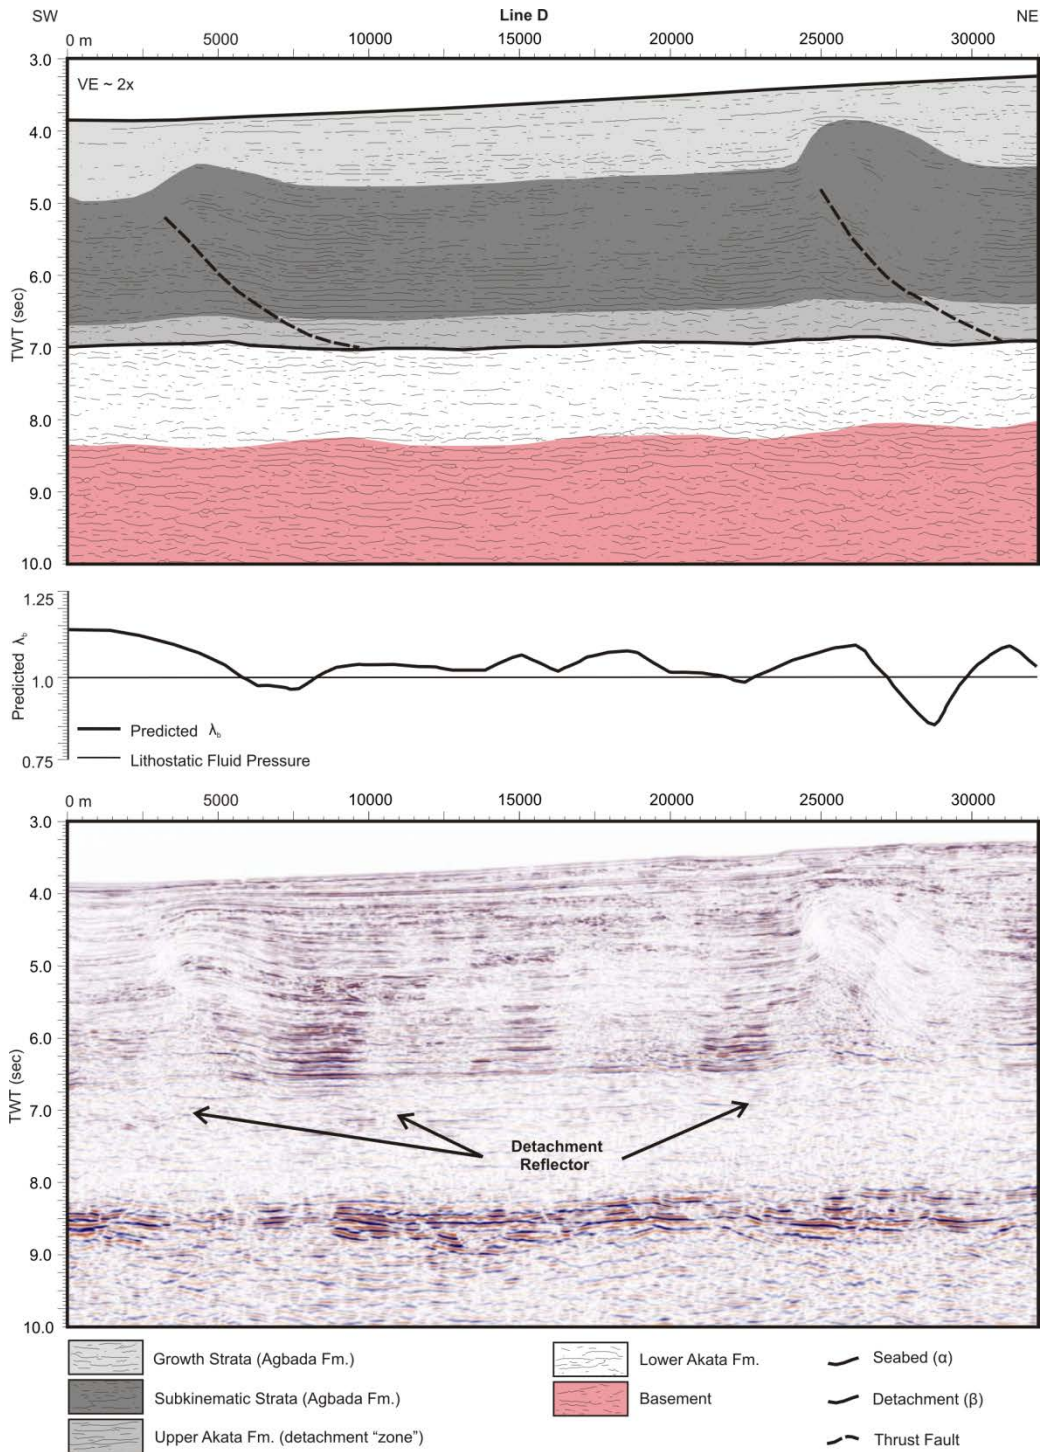 SW Line D NE
0 m 5000 10000 15000 20000 25000 30000
3.0
VE ~ 2x
4.0
5.0
6.0
TWT (sec)
7.0
8.0
9.0
10.0
1.25
Predicted λb
1.0
Predicted λb
Lithostatic Fluid Pressure
0.75
0 m 5000 10000 15000 20000 25000 30000
3.0
4.0
5.0
6.0
TWT (sec)
7.0
Detachment
Reflector
8.0
9.0
10.0
Growth Strata (Agbada Fm.) Lower Akata Fm. Seabed (α)
Subkinematic Strata (Agbada Fm.) Basement Detachment (β)
Upper Akata Fm. (detachment “zone”) Thrust Fault